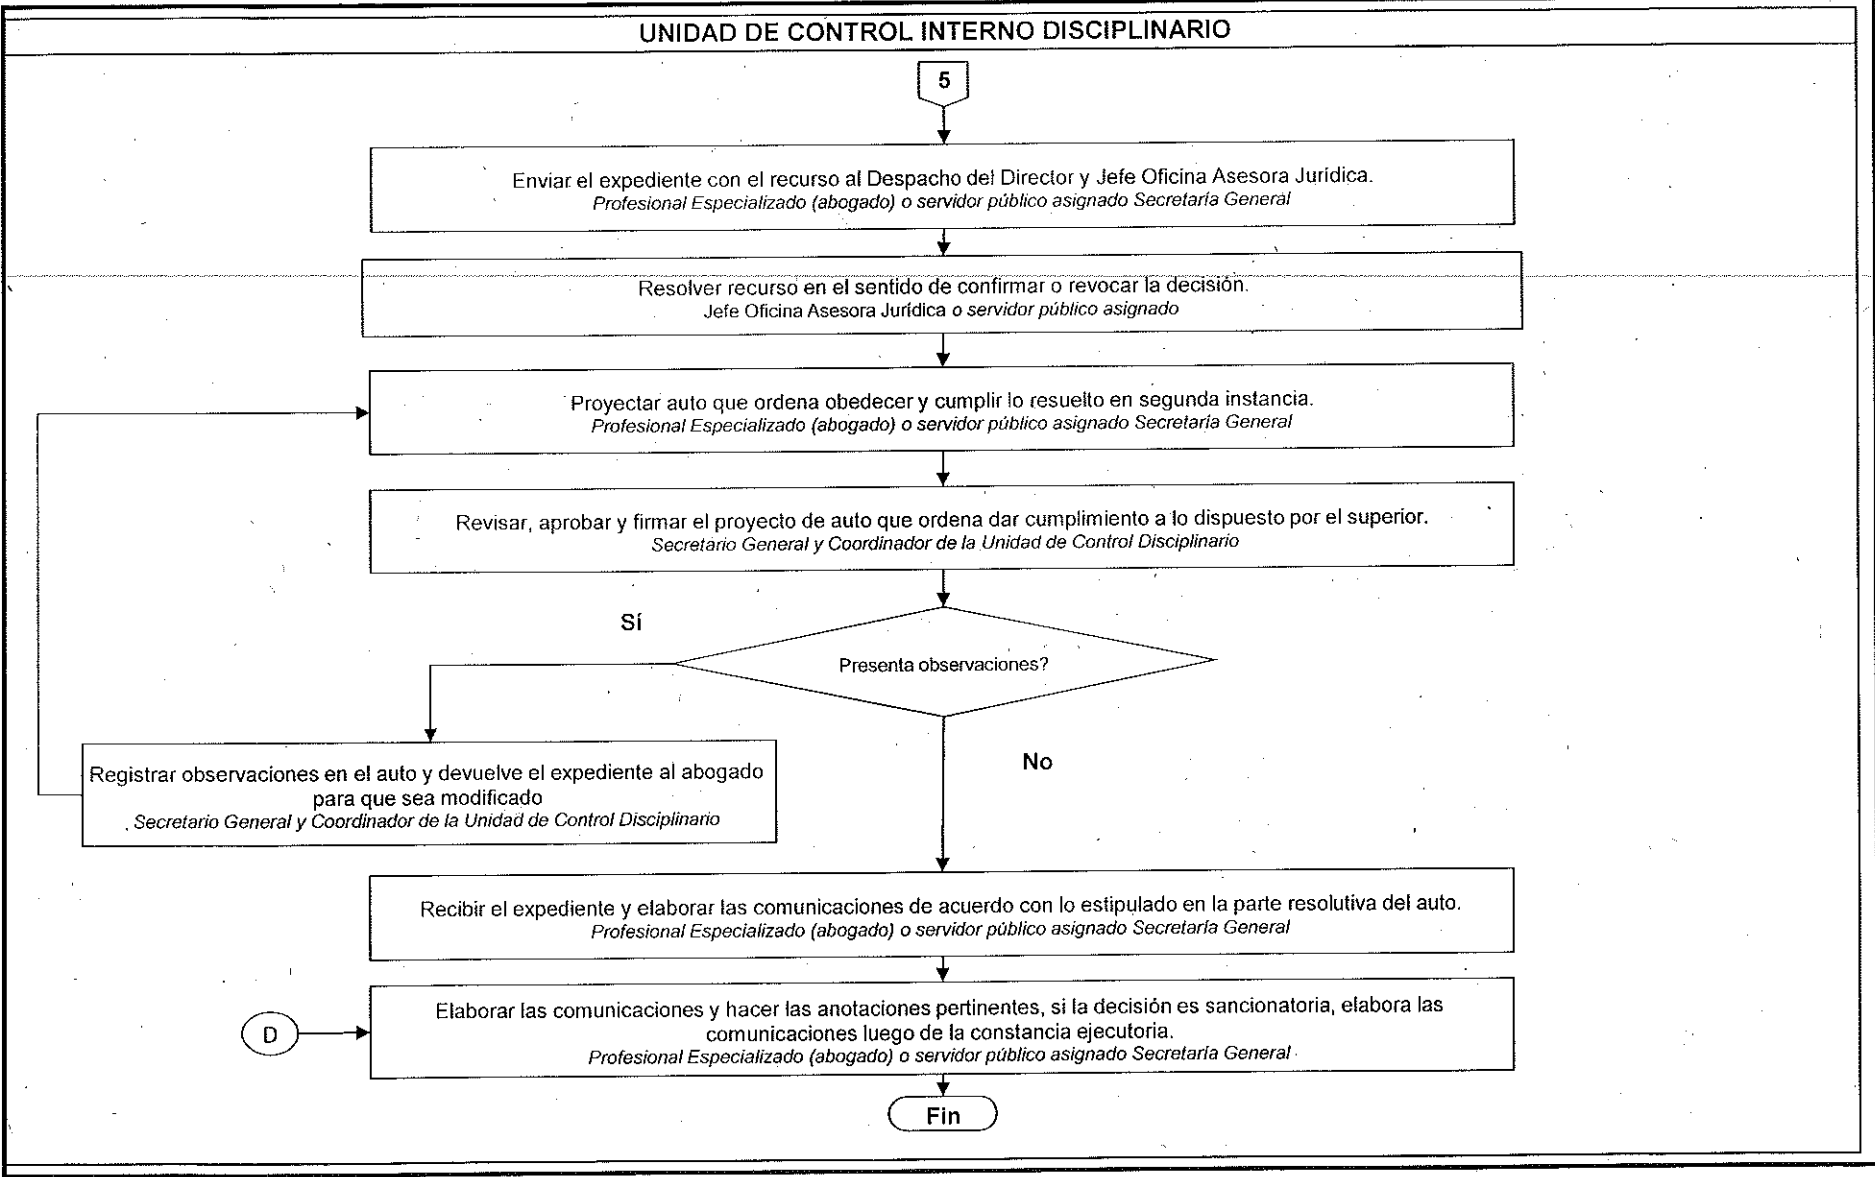 UNIDAD DE CONTROL INTERNO DISCIPLINARIO
5
Enviar el expediente con el recurso al Despacho del Director y Jefe Oficina Asesora Jurídica.
Profesional Especializado (abogado) o servidor público asignado Secretaría General
Resolver recurso en el sentido de confirmar o revocar la decisión.
Jefe Oficina Asesora Jurídica o servidor público asignado
Proyectar auto que ordena obedecer y cumplir lo resuelto en segunda instancia.
Profesional Especializado (abogado) o servidor público asignado Secretaría General
Revisar, aprobar y firmar el proyecto de auto que ordena dar cumplimiento a lo dispuesto por el superior.
Secretario General y Coordinador de la Unidad de Control Disciplinario
Sí
Presenta observaciones?
No
Registrar observaciones en el auto y devuelve el expediente al abogado
para que sea modificado
Secretario General y Coordinador de la Unidad de Control Disciplinario
Recibir el expediente y elaborar las comunicaciones de acuerdo con lo estipulado en la parte resolutiva del auto.
Profesional Especializado (abogado) o servidor público asignado Secretaría General
D
Elaborar las comunicaciones y hacer las anotaciones pertinentes, si la decisión es sancionatoria, elabora las
comunicaciones luego de la constancia ejecutoria.
Profesional Especializado (abogado) o servidor público asignado Secretaría General
Fin